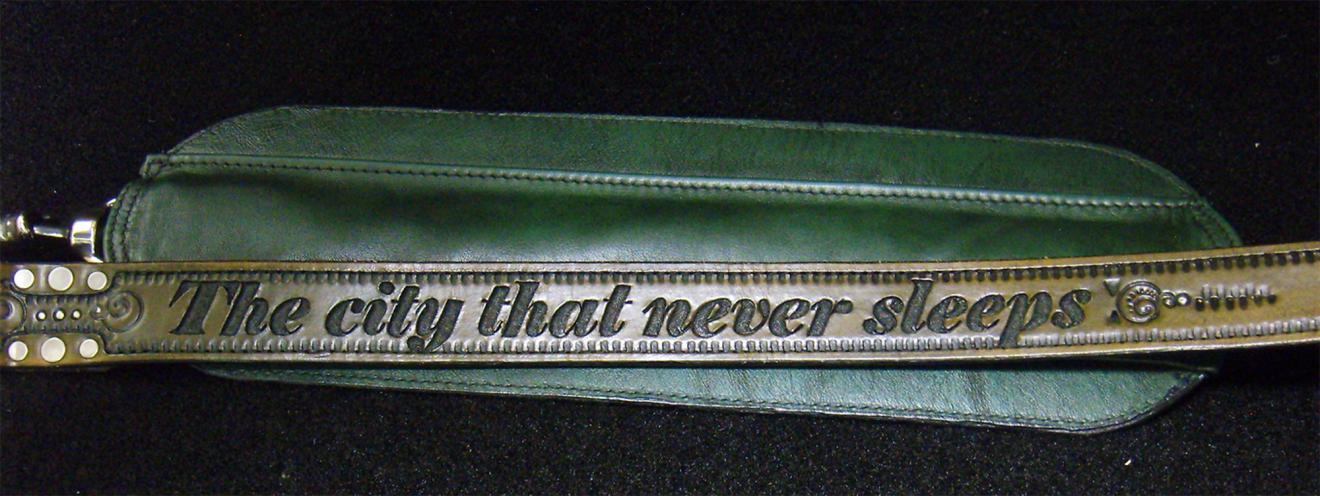 The city that never sleeps